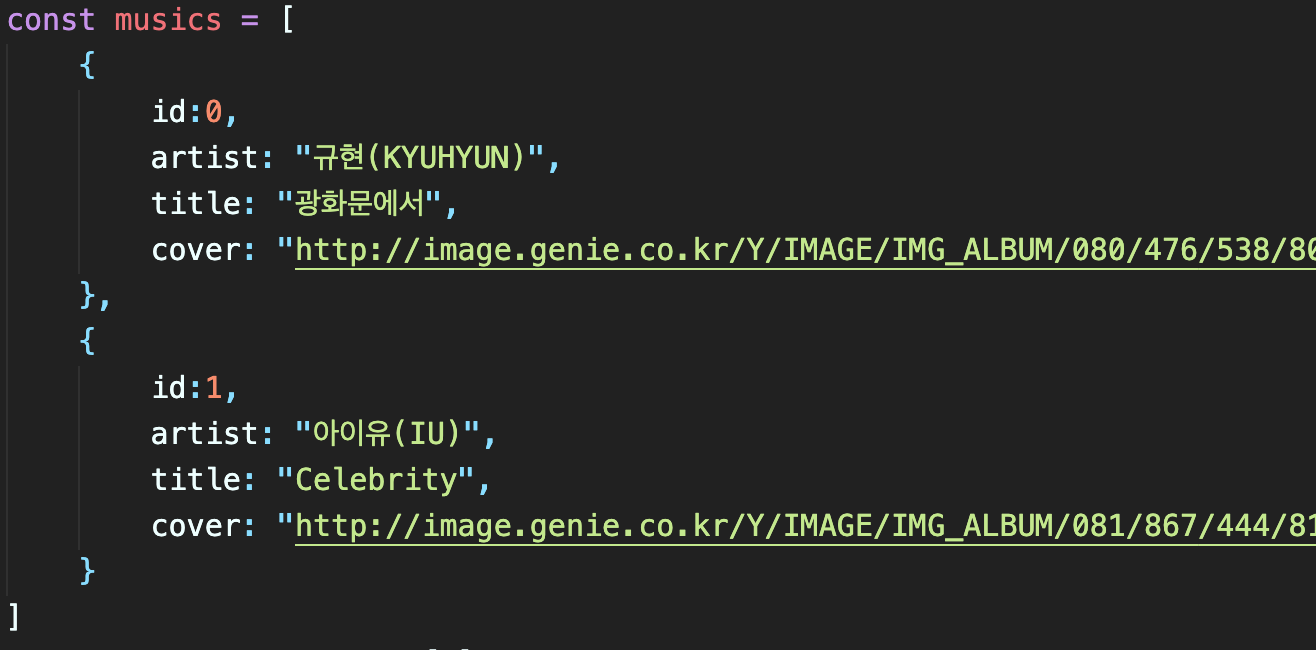 const musics = [
{
id:0,
artist: "규현(KYUHYUN)",
title: "광화문에서",
cover: "http://image.genie.co.kr/Y/IMAGE/IMG_ALBUM/080/476/538/80
},
{
id:1,
artist: "아이유(IU)",
title: "Celebrity",
cover: "http://image.genie.co.kr/Y/IMAGE/IMG_ALBUM/081/867/444/81
}
]